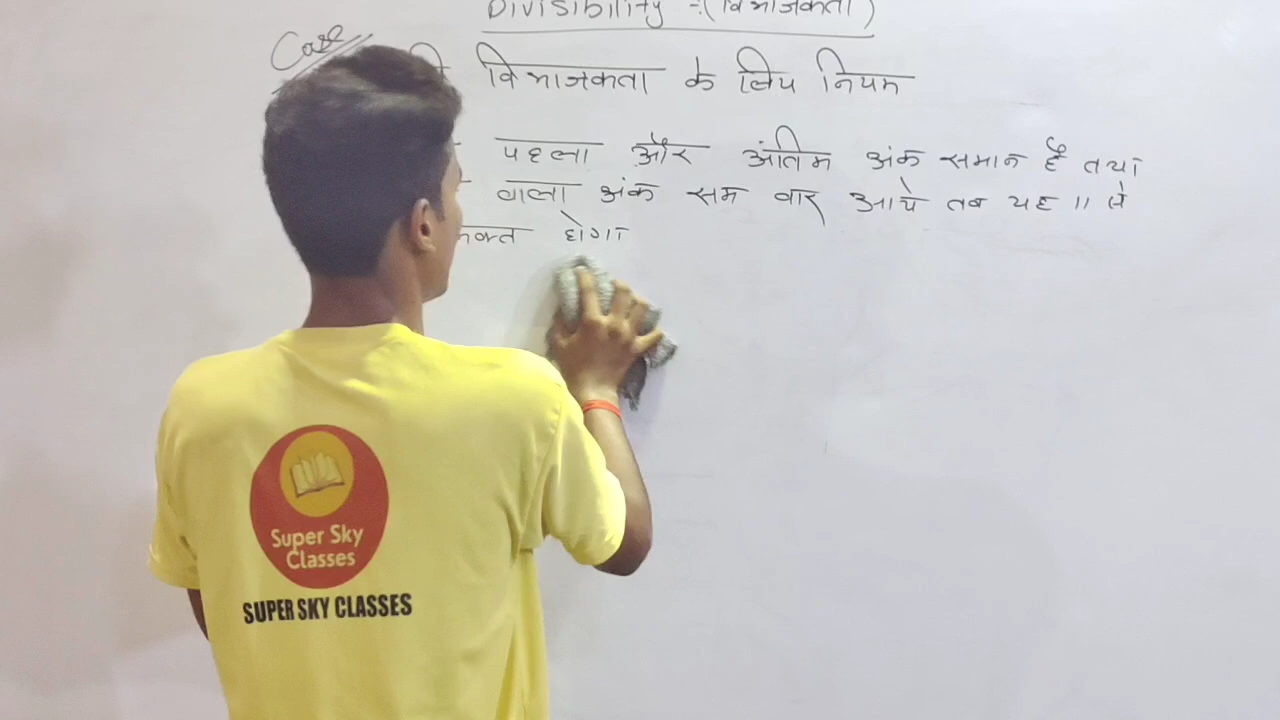 Divisibility :- (विभाजकता)
Case
की विभाजकता के लिए नियम
पहला और अंतिम अंक समान है तथा
वाला अंक सम बार आये तब यह 11 से
होगा
Super Sky
Classes
SUPER SKY CLASSES